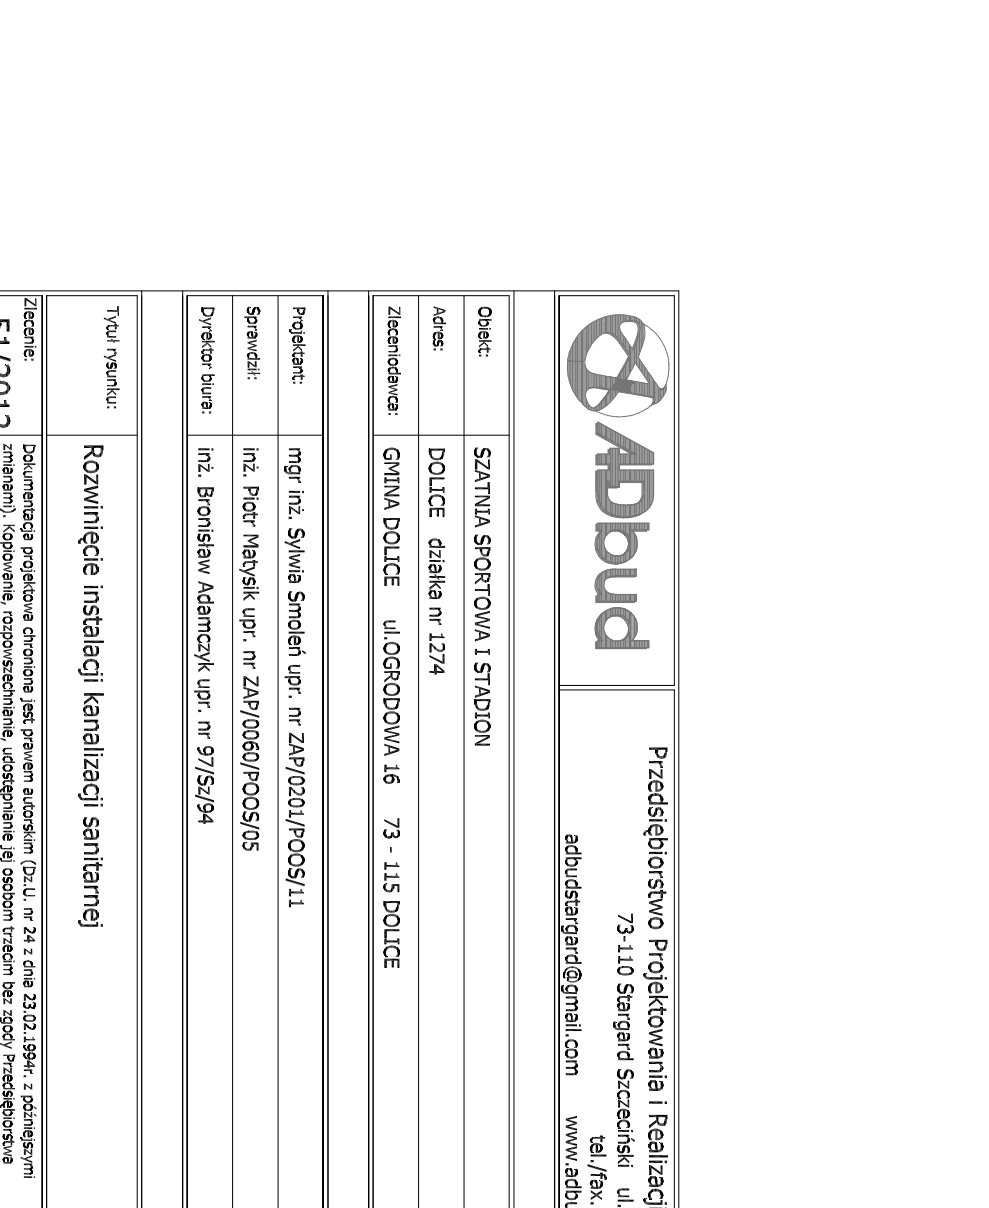 ADbud
Przedsiębiorstwo Projektowania i Realizacji
73-110 Stargard Szczeciński ul.
tel./fax.
adbudstargard@gmail.com www.adbu
Obiekt: SZATNIA SPORTOWA I STADION
Adres: DOLICE działka nr 1274
Zleceniodawca: GMINA DOLICE ul.OGRODOWA 16 73 - 115 DOLICE
Projektant: mgr inż. Sylwia Smoleń upr. nr ZAP/0201/POOS/11
Sprawdził: inż. Piotr Matysik upr. nr ZAP/0060/POOS/05
Dyrektor biura: inż. Bronisław Adamczyk upr. nr 97/Sz/94
Tytuł rysunku: Rozwinięcie instalacji kanalizacji sanitarnej
Zlecenie: Dokumentacja projektowa chroniona jest prawem autorskim (Dz.U. nr 24 z dnia 23.02.1994r. z późniejszymi
zmianami). Kopiowanie, rozpowszechnianie, udostępnianie jej osobom trzecim bez zgody Przedsiębiorstwa